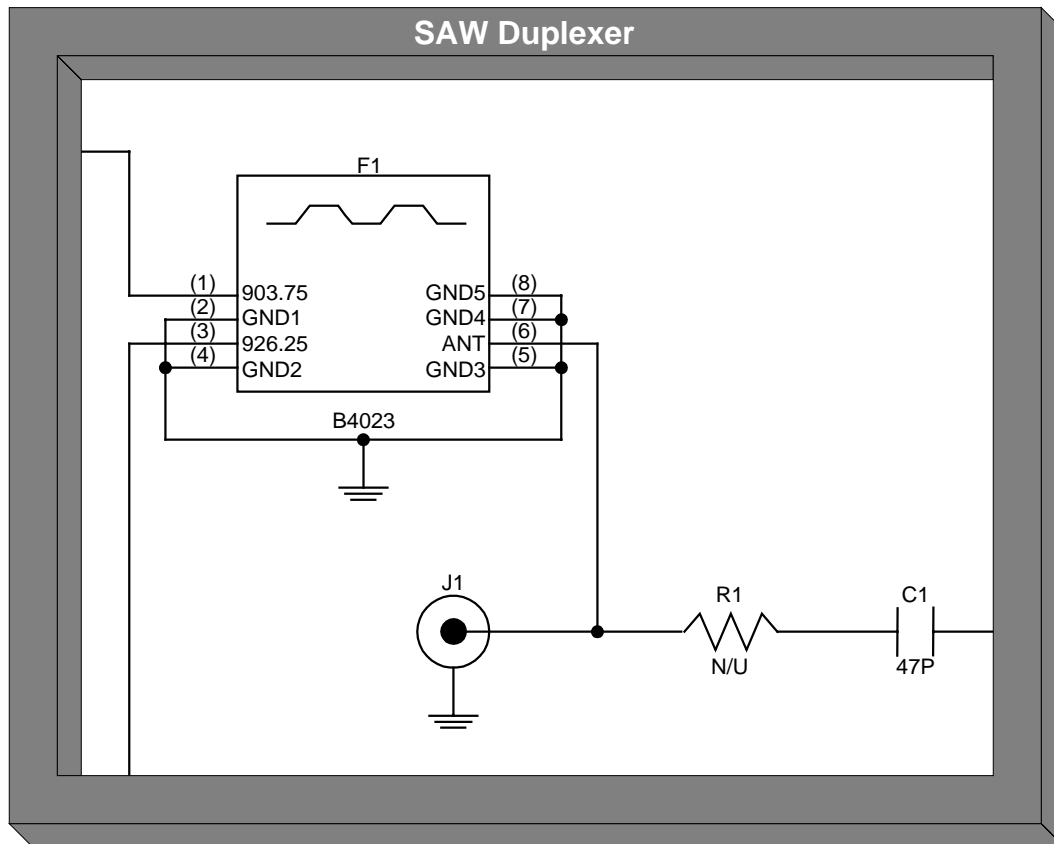 SAW Duplexer
F1
(1) 903.75 GND5 (8)
(2) GND1 GND4 (7)
(3) 926.25 ANT (6)
(4) GND2 GND3 (5)
B4023
J1
R1
C1
N/U
47P